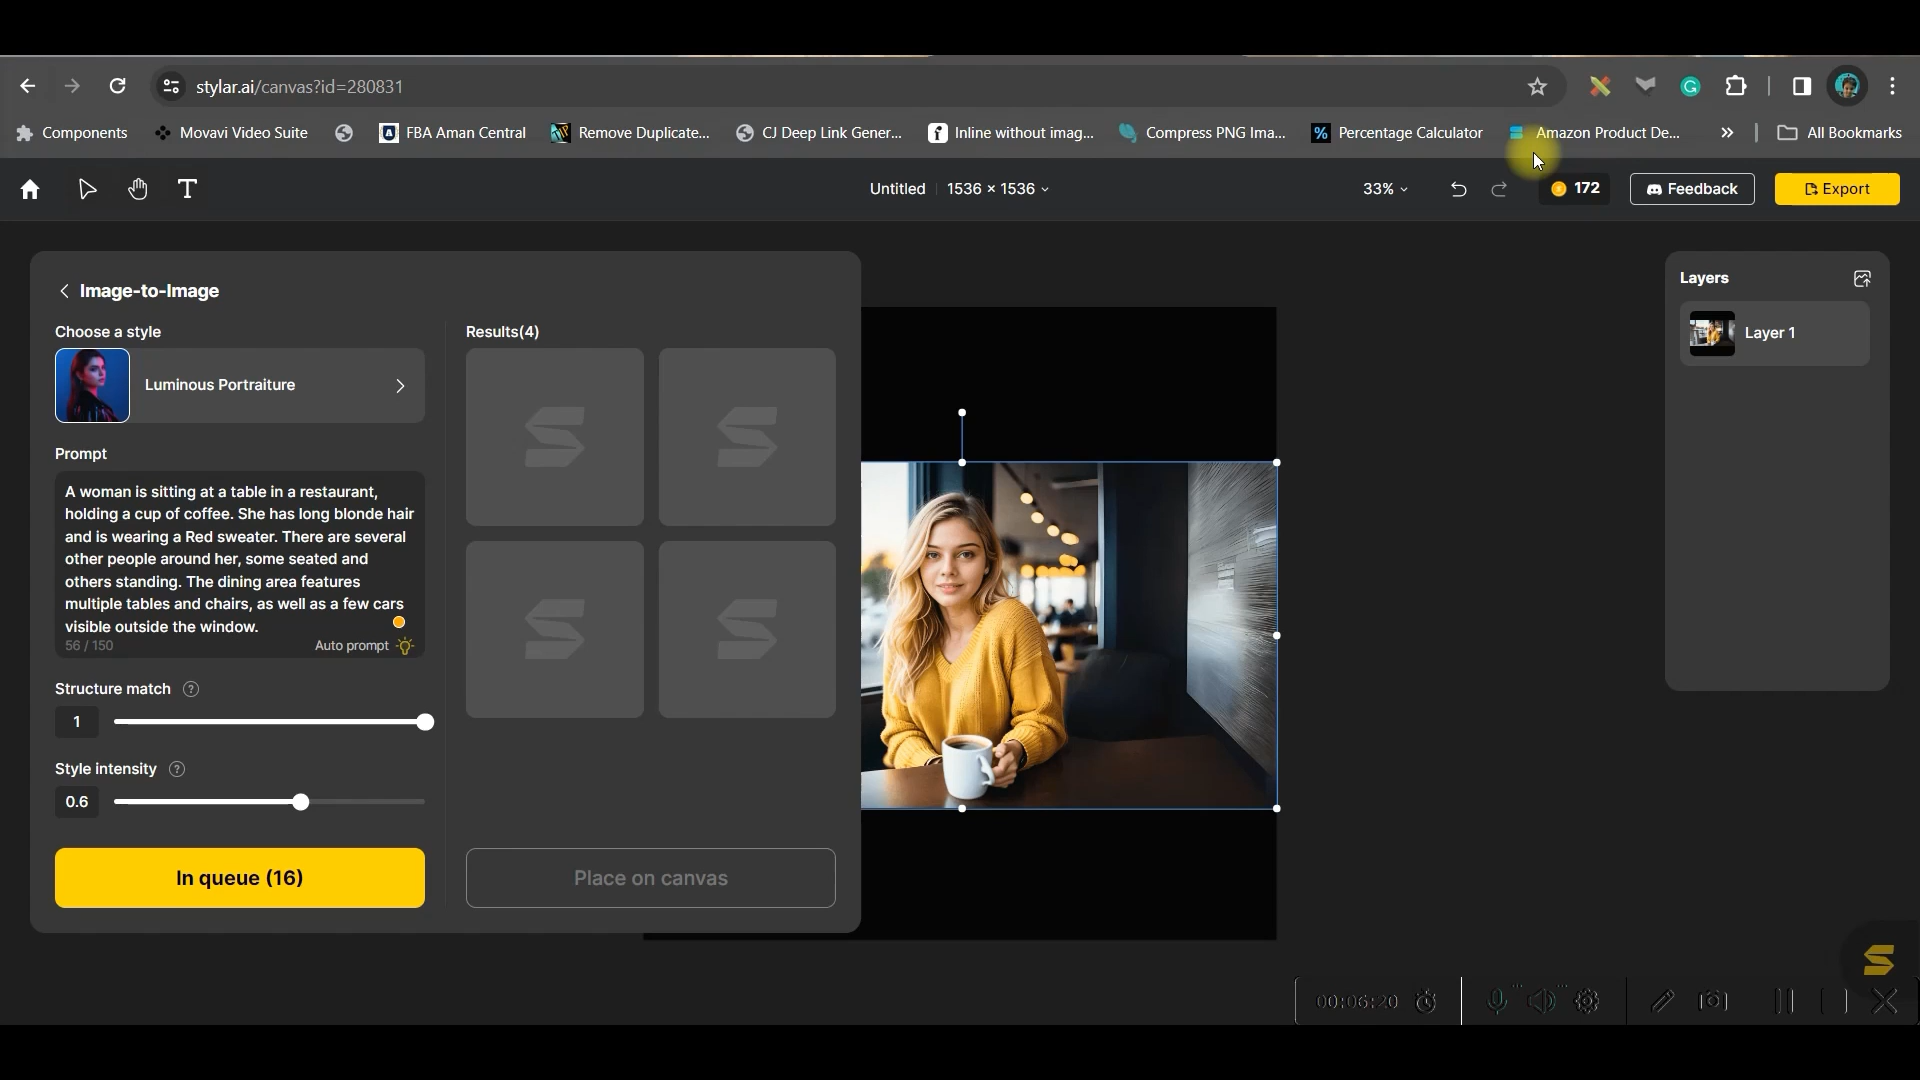 stylar.ai/canvas?id=280831
Components
Movavi Video Suite
FBA Aman Central
Remove Duplicate...
CJ Deep Link Gener...
Inline without imag...
Compress PNG Ima...
Percentage Calculator
Amazon Product De...
All Bookmarks
Untitled
1536 × 1536
33%
172
Feedback
Export
Image-to-Image
Choose a style
Luminous Portraiture
Prompt
A woman is sitting at a table in a restaurant,
holding a cup of coffee. She has long blonde hair
and is wearing a Red sweater. There are several
other people around her, some seated and
others standing. The dining area features
multiple tables and chairs, as well as a few cars
visible outside the window.
56 / 150
Auto prompt
Structure match
1
Style intensity
0.6
In queue (16)
Results(4)
Place on canvas
Layers
Layer 1
00:06:20